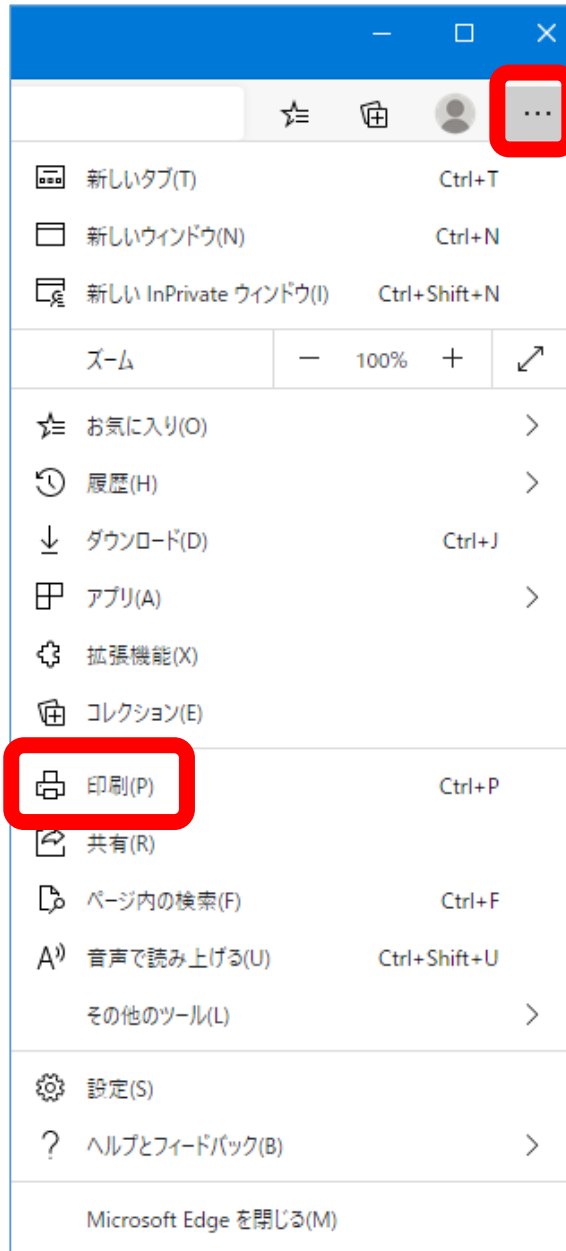 新しいタブ(T) Ctrl+T
新しいウィンドウ(N) Ctrl+N
新しい InPrivate ウィンドウ(I) Ctrl+Shift+N
ズーム — 100% +
お気に入り(O)
履歴(H)
ダウンロード(D) Ctrl+J
アプリ(A)
拡張機能(X)
コレクション(E)
印刷(P) Ctrl+P
共有(R)
ページ内の検索(F) Ctrl+F
音声で読み上げる(U) Ctrl+Shift+U
その他のツール(L)
設定(S)
ヘルプとフィードバック(B)
Microsoft Edge を閉じる(M)